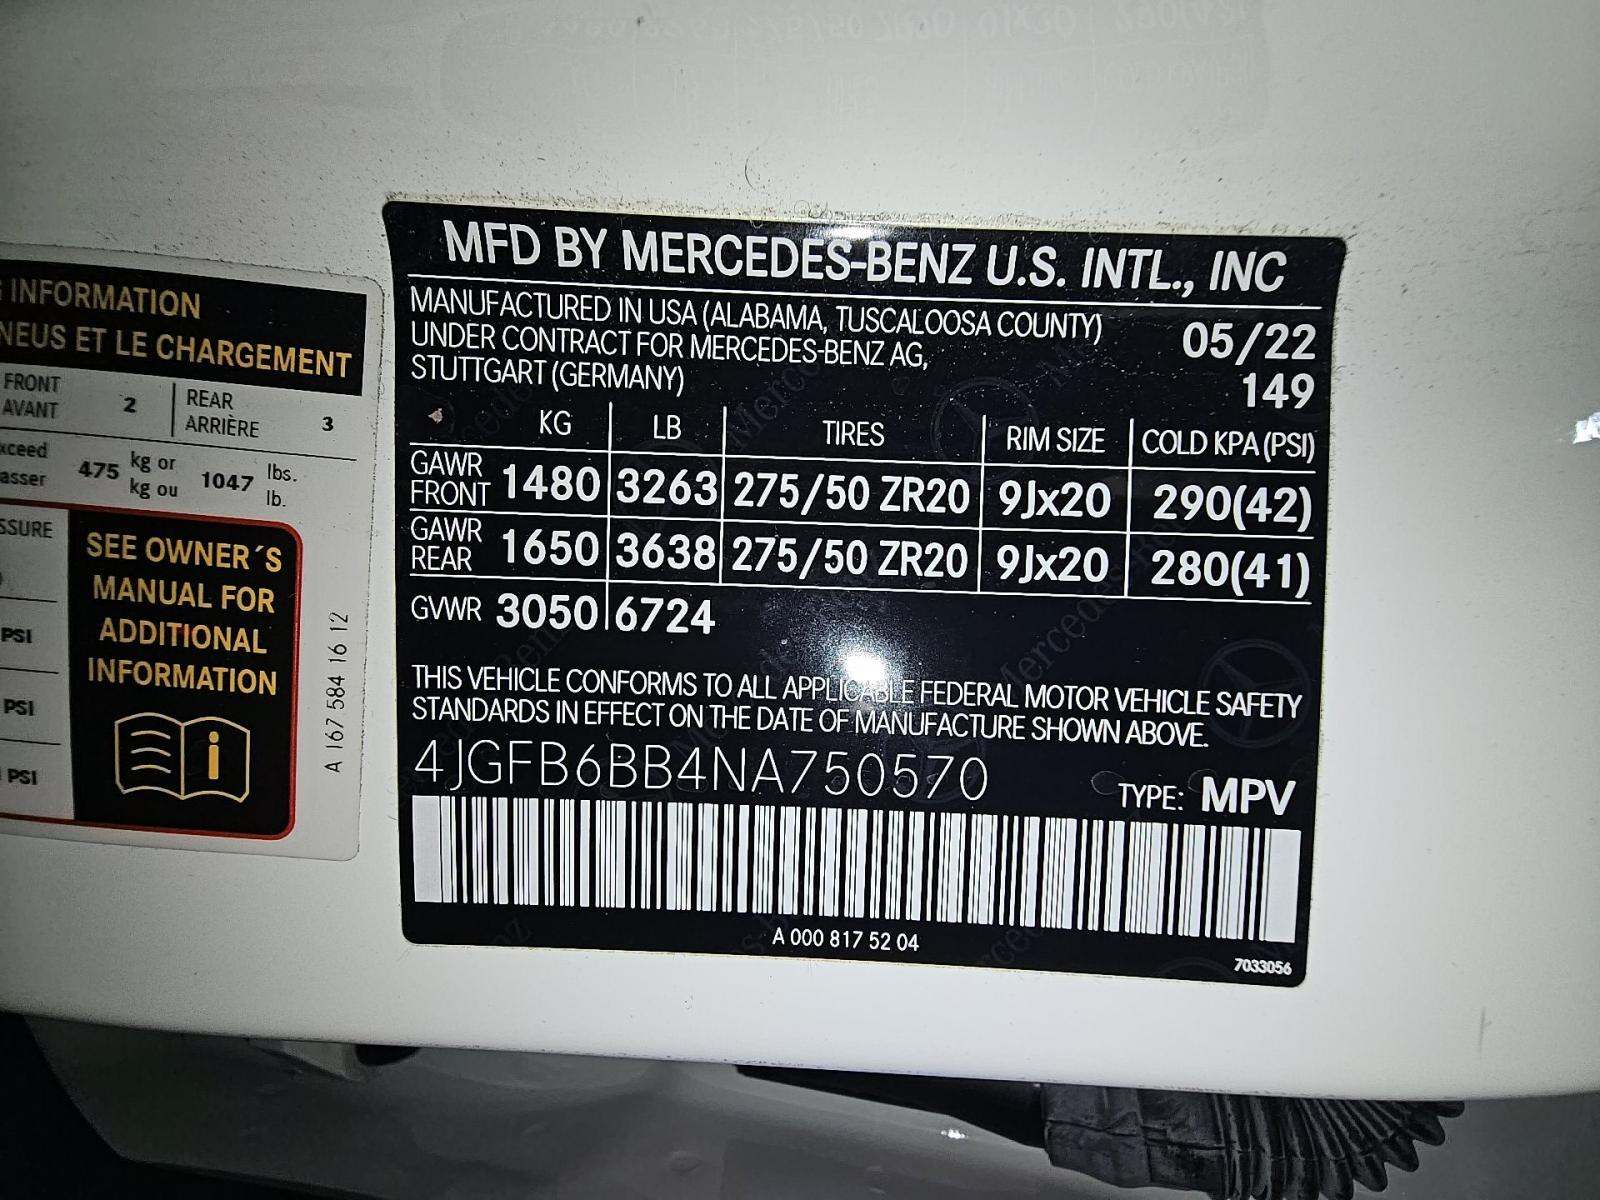 INFORMATION
NEUS ET LE CHARGEMENT
FRONT
AVANT
2
REAR
ARRIÈRE
3
475
kg or
kg ou
1047
lbs.
lb.
SEE OWNER´S
MANUAL FOR
ADDITIONAL
INFORMATION
PSI
PSI
PSI
A 167 584 16 12
MFD BY MERCEDES-BENZ U.S. INTL., INC
MANUFACTURED IN USA (ALABAMA, TUSCALOOSA COUNTY)
UNDER CONTRACT FOR MERCEDES-BENZ AG,
STUTTGART (GERMANY)
05/22
149
KG LB TIRES RIM SIZE COLD KPA (PSI)
GAWR FRONT 1480 3263 275/50 ZR20 9Jx20 290(42)
GAWR REAR 1650 3638 275/50 ZR20 9Jx20 280(41)
GVWR 3050 6724
THIS VEHICLE CONFORMS TO ALL APPLICABLE FEDERAL MOTOR VEHICLE SAFETY
STANDARDS IN EFFECT ON THE DATE OF MANUFACTURE SHOWN ABOVE.
4JGFB6BB4NA750570
TYPE: MPV
A 000 817 52 04
7033056